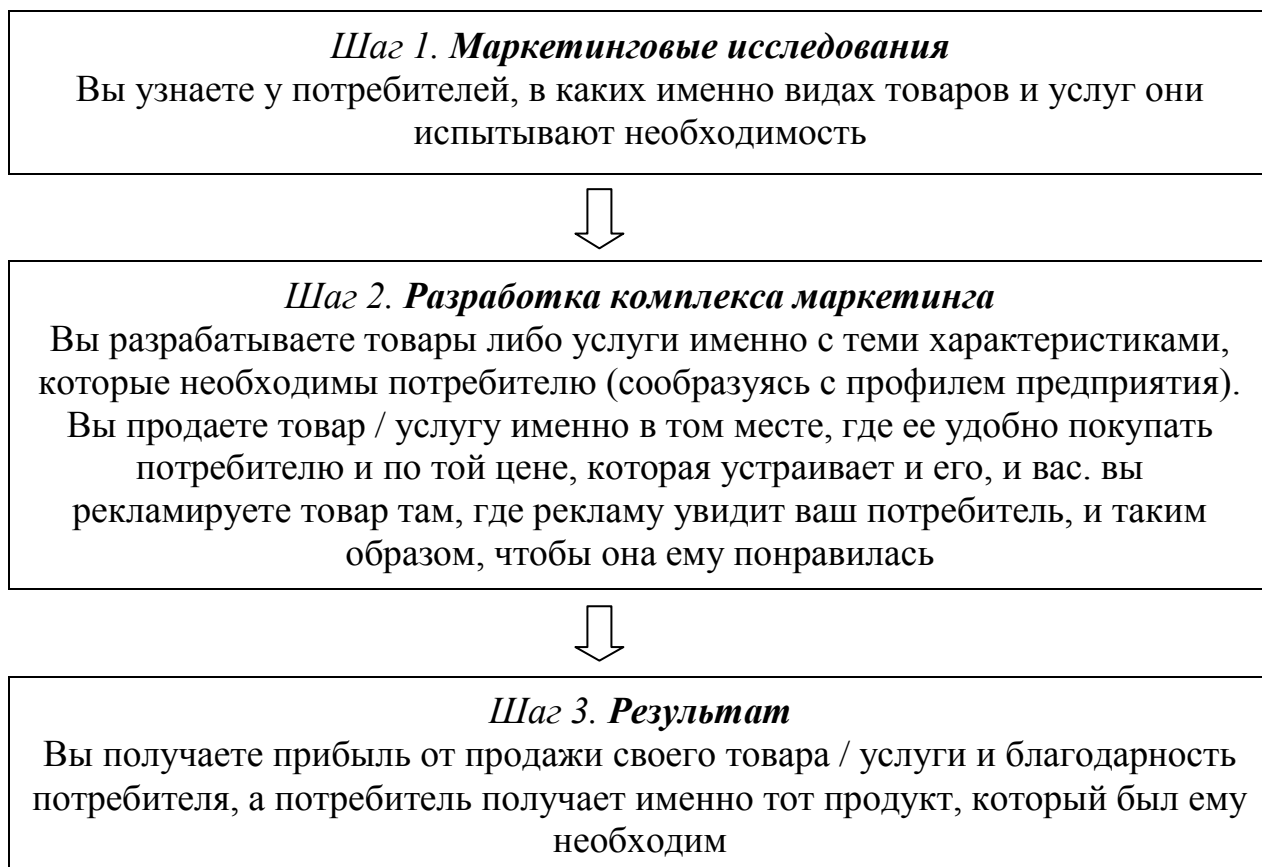 Шаг 1. Маркетинговые исследования
Вы узнаете у потребителей, в каких именно видах товаров и услуг они
испытывают необходимость
Шаг 2. Разработка комплекса маркетинга
Вы разрабатываете товары либо услуги именно с теми характеристиками,
которые необходимы потребителю (сообразуясь с профилем предприятия).
Вы продаете товар / услугу именно в том месте, где ее удобно покупать
потребителю и по той цене, которая устраивает и его, и вас. вы
рекламируете товар там, где рекламу увидит ваш потребитель, и таким
образом, чтобы она ему понравилась
Шаг 3. Результат
Вы получаете прибыль от продажи своего товара / услуги и благодарность
потребителя, а потребитель получает именно тот продукт, который был ему
необходим